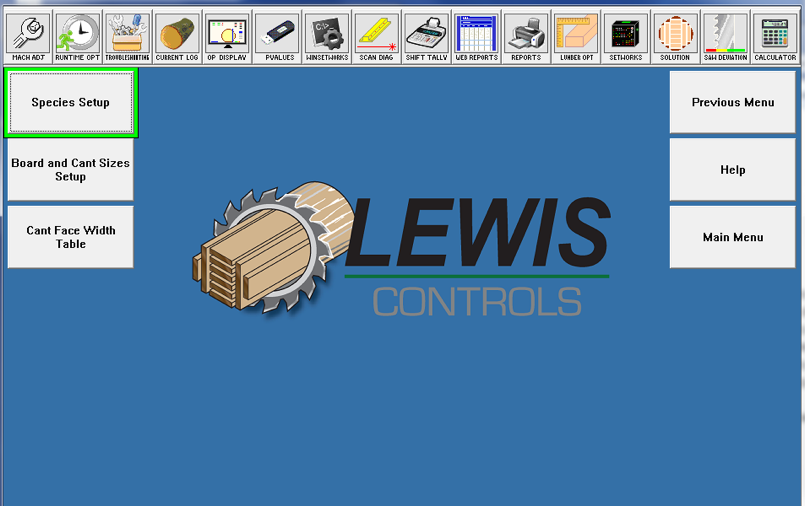 MACH ADJ
RUNTIME OPT
TROUBLESHOOTING
CURRENT LOG
OP DISPLAY
PVALUES
WINSETWORKS
SCAN DIAG
SHIFT TALLY
WEB REPORTS
REPORTS
LUMBER OPT
SETWORKS
SOLUTION
SAW DEVIATION
CALCULATOR
C:\>
Species Setup
Previous Menu
Board and Cant Sizes
Setup
Help
Cant Face Width
Table
Main Menu
LEWIS
CONTROLS